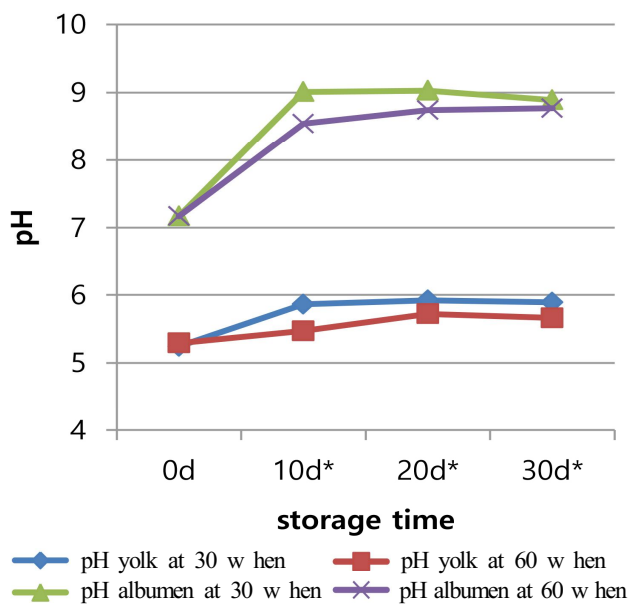 10
9
8
7
6
5
4
pH
0d 10d* 20d* 30d*
storage time
pH yolk at 30 w hen pH yolk at 60 w hen
pH albumen at 30 w hen pH albumen at 60 w hen